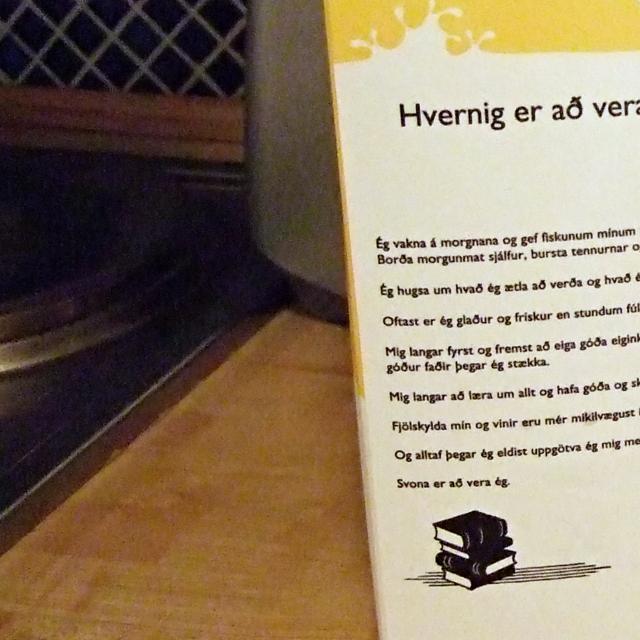 Hvernig er að vera
Ég vakna á morgnana og gef fiskunum mínum
Borða morgunmat sjálfur, bursta tennurnar
Ég hugsa um hvað ég ætla að verða og hvað
Oftast er ég glaður og friskur en stundum
Mig langar fyrst og fremst að eiga góða
góður faðir þegar ég stækka.
Mig langar að læra um allt og hafa góða og
Fjölskylda mín og vinir eru mér mikilvægust
Og alltaf þegar ég eldist uppgötva ég mig
Svona er að vera ég.